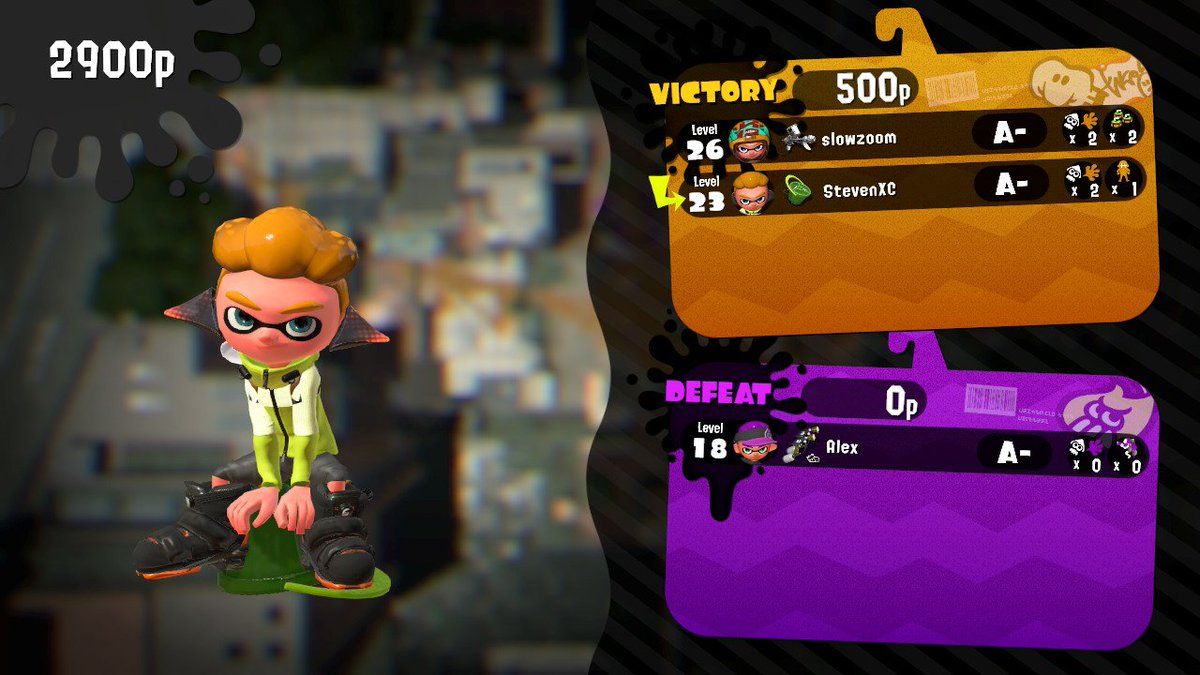 2900p
VICTORY 500p
Level 26 slowzoom A- x 2 x 2
Level 23 StevenXC A- x 2 x 1
DEFEAT 0p
Level 18 Alex A- x 0 x 0